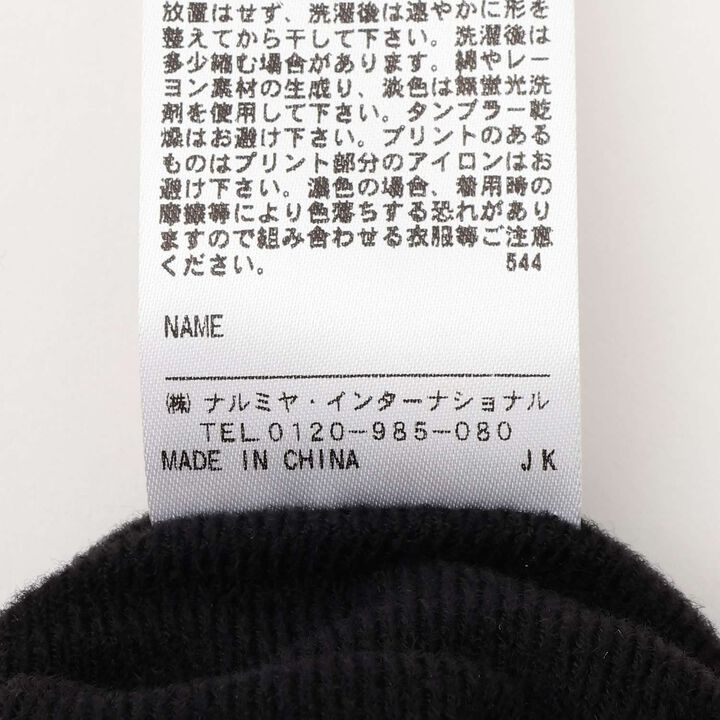 放置はせず、洗濯後は速やかに形を
整えてから干して下さい。洗濯後は
多少縮む場合があります。綿やレー
ヨン素材の生成り、淡色は無蛍光洗
剤を使用して下さい。タンブラー乾
燥はお避け下さい。プリントのある
ものはプリント部分のアイロンはお
避け下さい。濃色の場合、着用時の
摩擦等により色落ちする恐れがあり
ますので組み合わせる衣服等ご注意
ください。 544
NAME
(株)ナルミヤ・インターナショナル
TEL.0120-985-080
MADE IN CHINA JK